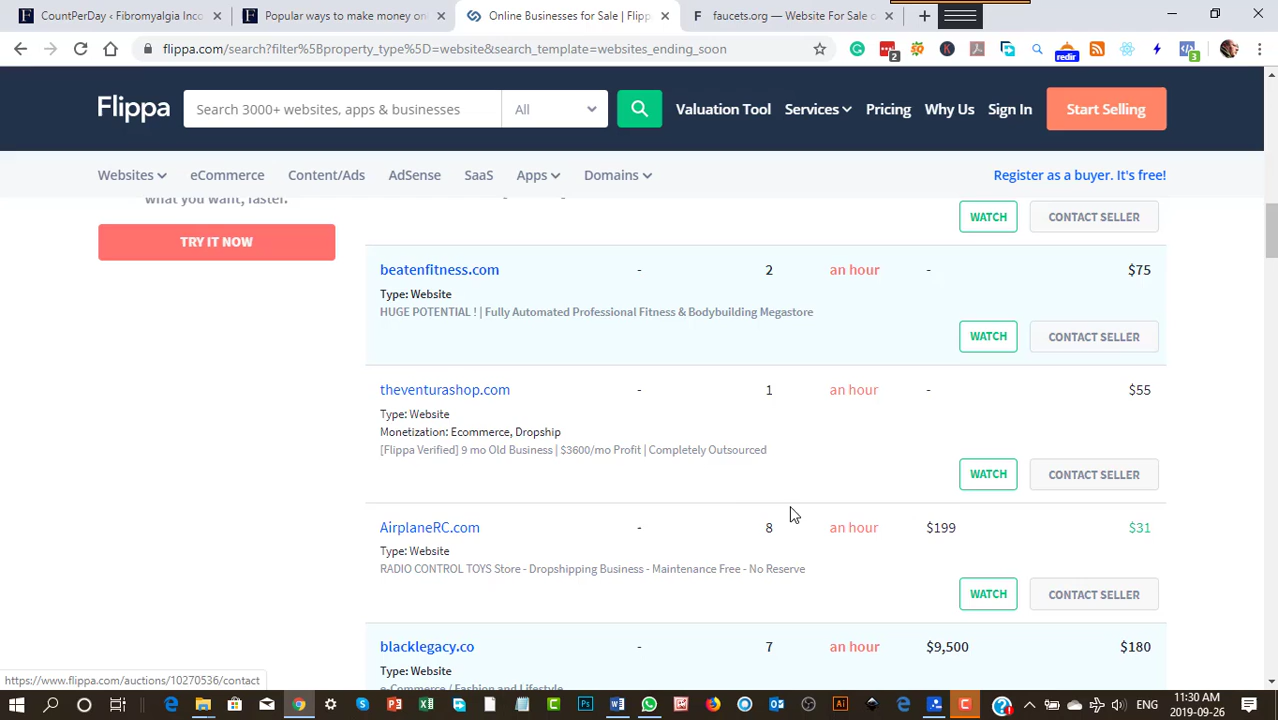 CountPerDay ‹ Fibromyalgia Inco
Popular ways to make money on
Online Businesses for Sale | Flipp
faucets.org — Website For Sale o
flippa.com/search?filter%5Bproperty_type%5D=website&search_template=websites_ending_soon
2
redir
3
Flippa
Search 3000+ websites, apps & businesses
All
Valuation Tool
Services
Pricing
Why Us
Sign In
Start Selling
Websites
eCommerce
Content/Ads
AdSense
SaaS
Apps
Domains
Register as a buyer. It's free!
what you want, faster.
TRY IT NOW
WATCH
CONTACT SELLER
beatenfitness.com - 2 an hour - $75
Type: Website
HUGE POTENTIAL ! | Fully Automated Professional Fitness & Bodybuilding Megastore
WATCH
CONTACT SELLER
theventurashop.com - 1 an hour - $55
Type: Website
Monetization: Ecommerce, Dropship
[Flippa Verified] 9 mo Old Business | $3600/mo Profit | Completely Outsourced
WATCH
CONTACT SELLER
AirplaneRC.com - 8 an hour $199 $31
Type: Website
RADIO CONTROL TOYS Store - Dropshipping Business - Maintenance Free - No Reserve
WATCH
CONTACT SELLER
blacklegacy.co - 7 an hour $9,500 $180
Type: Website
e-Commerce / Fashion and Lifestyle
https://www.flippa.com/auctions/10270536/contact
11:30 AM
2019-09-26